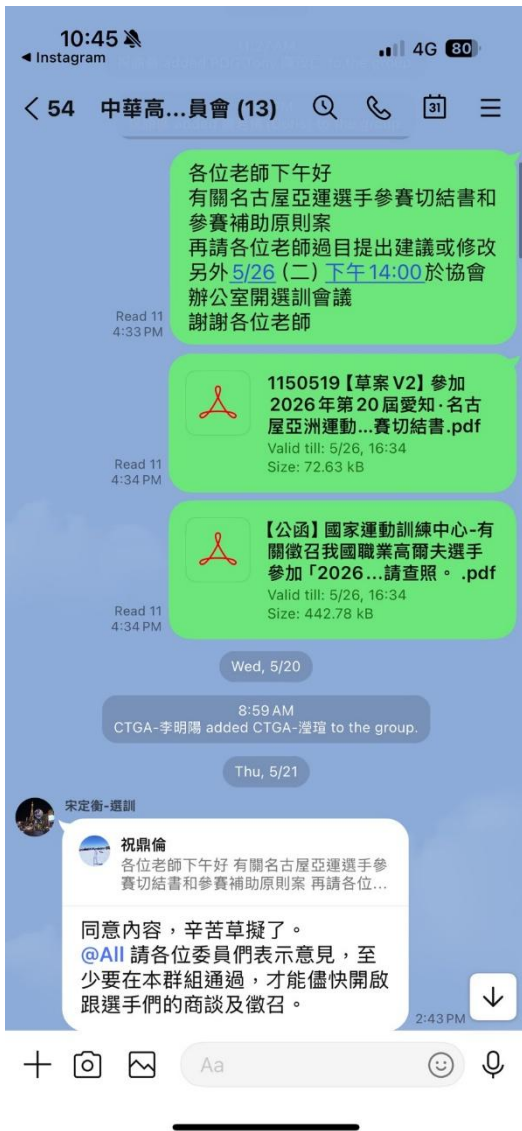 10:45
◀ Instagram
4G 80
54 中華高...員會 (13)
31
各位老師下午好
有關名古屋亞運選手參賽切結書和
參賽補助原則案
再請各位老師過目提出建議或修改
另外 5/26 (二) 下午14:00於協會
辦公室開選訓會議
謝謝各位老師
Read 11
4:33 PM
1150519【草案V2】參加
2026年第20屆愛知·名古
屋亞洲運動...賽切結書.pdf
Valid till: 5/26, 16:34
Size: 72.63 kB
Read 11
4:34 PM
【公函】國家運動訓練中心-有
關徵召我國職業高爾夫選手
參加「2026...請查照。.pdf
Valid till: 5/26, 16:34
Size: 442.78 kB
Read 11
4:34 PM
Wed, 5/20
8:59 AM
CTGA-李明陽 added CTGA-瀅瑄 to the group.
Thu, 5/21
宋定衡-選訓
祝鼎倫
各位老師下午好 有關名古屋亞運選手參
賽切結書和參賽補助原則案 再請各位...
同意內容，辛苦草擬了。
@All 請各位委員們表示意見，至
少要在本群組通過，才能儘快開啟
跟選手們的商談及徵召。
2:43 PM
Aa